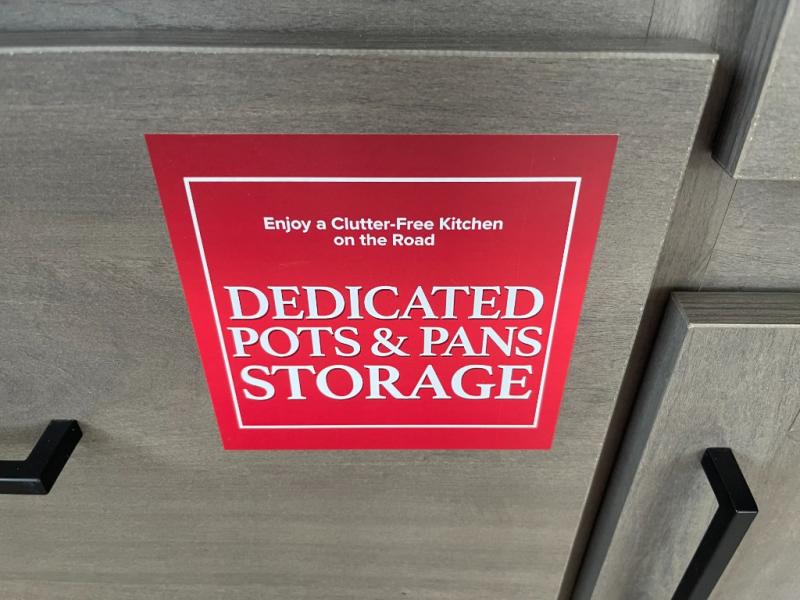 Enjoy a Clutter-Free Kitchen
on the Road
DEDICATED
POTS & PANS
STORAGE